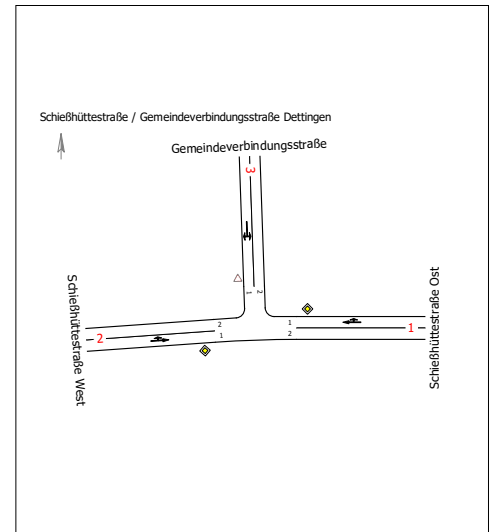 Schießhüttestraße / Gemeindeverbindungsstraße Dettingen
Gemeindeverbindungsstraße
3
1 2
Schießhüttestraße West
2
2
1
1
2
1
Schießhüttestraße Ost